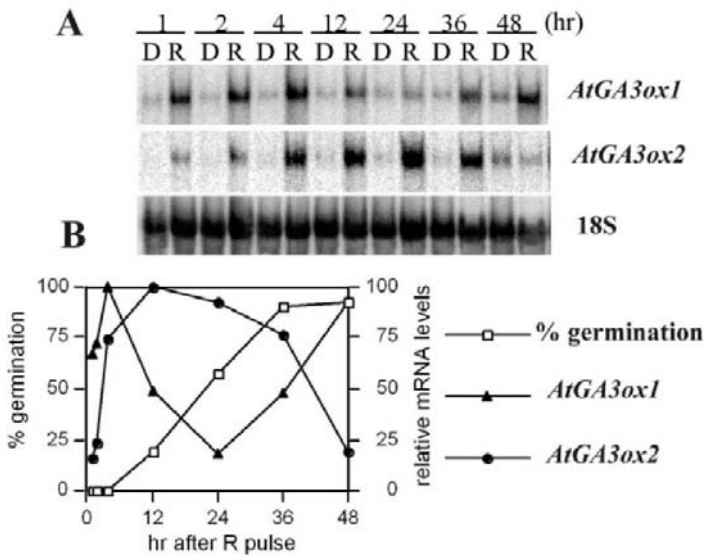 A
1 2 4 12 24 36 48 (hr)
D R D R D R D R D R D R D R
AtGA3ox1
AtGA3ox2
18S
B
100
75
50
25
0
% germination
100
75
50
25
0
relative mRNA levels
0 12 24 36 48
hr after R pulse
% germination
AtGA3ox1
AtGA3ox2